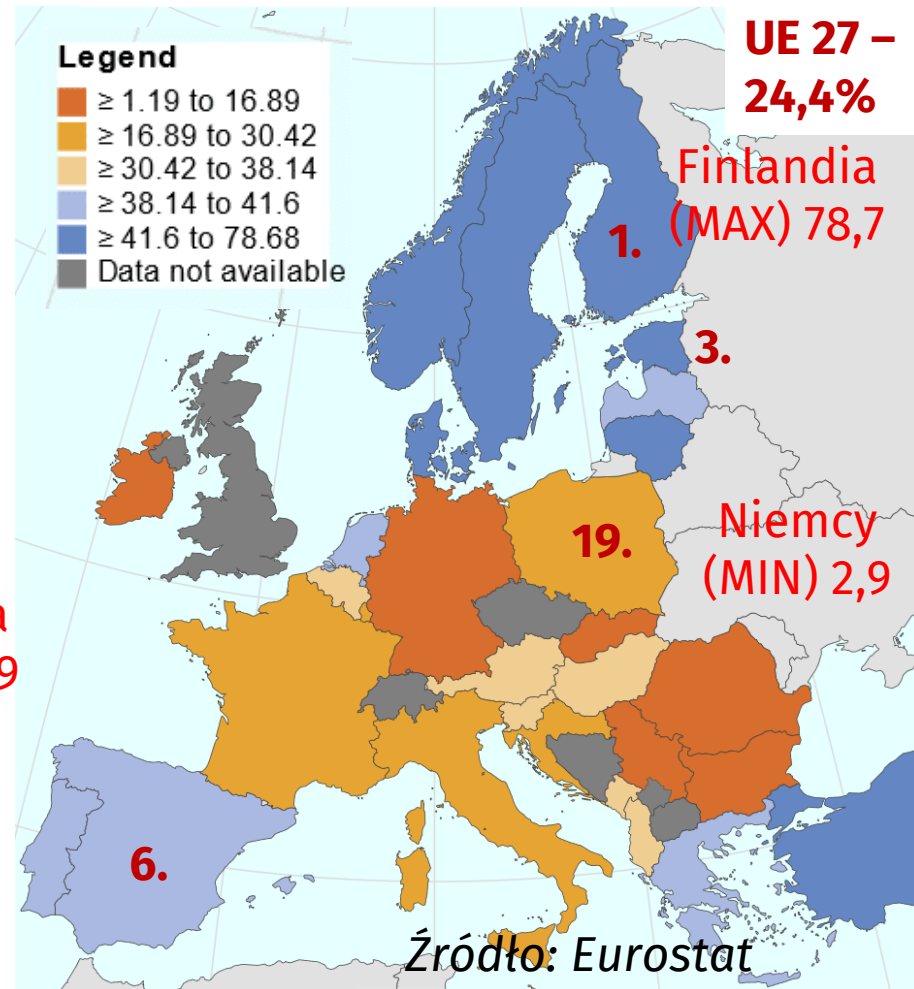 Legend
≥ 1.19 to 16.89
≥ 16.89 to 30.42
≥ 30.42 to 38.14
≥ 38.14 to 41.6
≥ 41.6 to 78.68
Data not available
UE 27 –
24,4%
Finlandia
(MAX) 78,7
1.
3.
19.
Niemcy
(MIN) 2,9
a
9
6.
Źródło: Eurostat